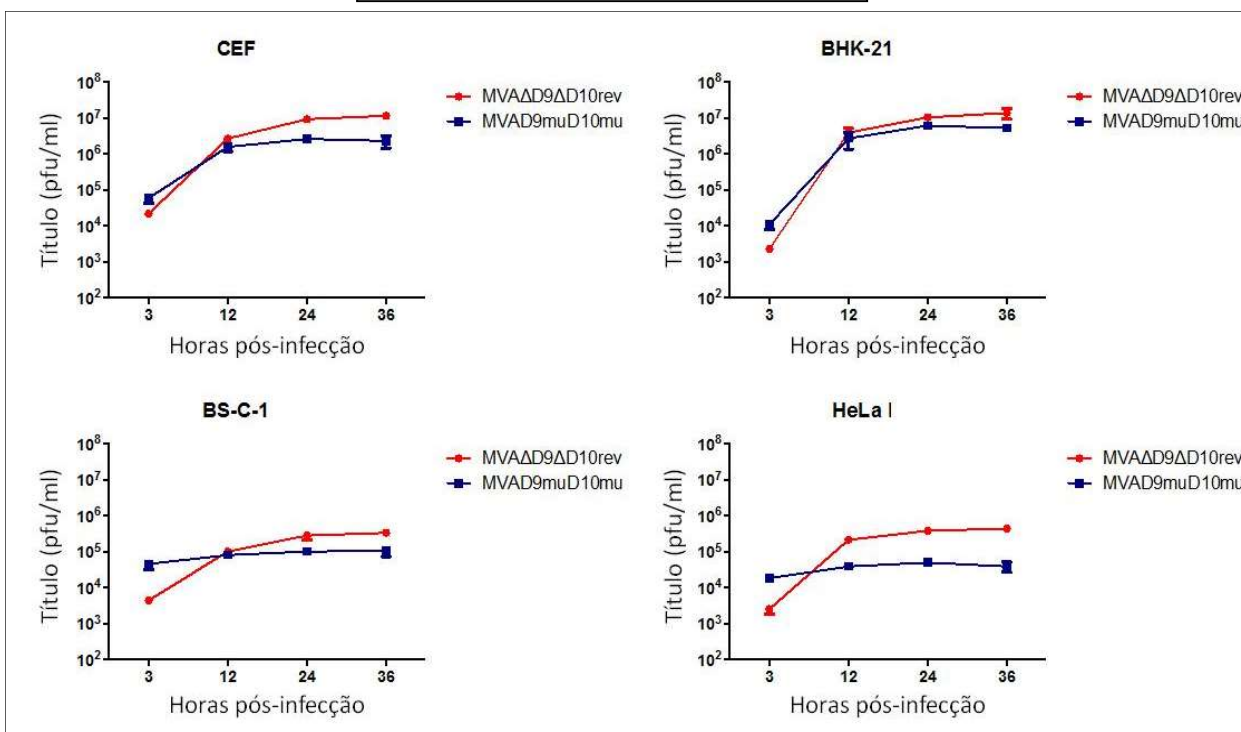 CEF
10⁸
10⁷
10⁶
10⁵
10⁴
10³
10²
Título (pfu/ml)
3 12 24 36
Horas pós-infecção
MVAΔD9ΔD10rev
MVAD9muD10mu
BHK-21
10⁸
10⁷
10⁶
10⁵
10⁴
10³
10²
Título (pfu/ml)
3 12 24 36
Horas pós-infecção
MVAΔD9ΔD10rev
MVAD9muD10mu
BS-C-1
10⁸
10⁷
10⁶
10⁵
10⁴
10³
10²
Título (pfu/ml)
3 12 24 36
Horas pós-infecção
MVAΔD9ΔD10rev
MVAD9muD10mu
HeLa I
10⁸
10⁷
10⁶
10⁵
10⁴
10³
10²
Título (pfu/ml)
3 12 24 36
Horas pós-infecção
MVAΔD9ΔD10rev
MVAD9muD10mu